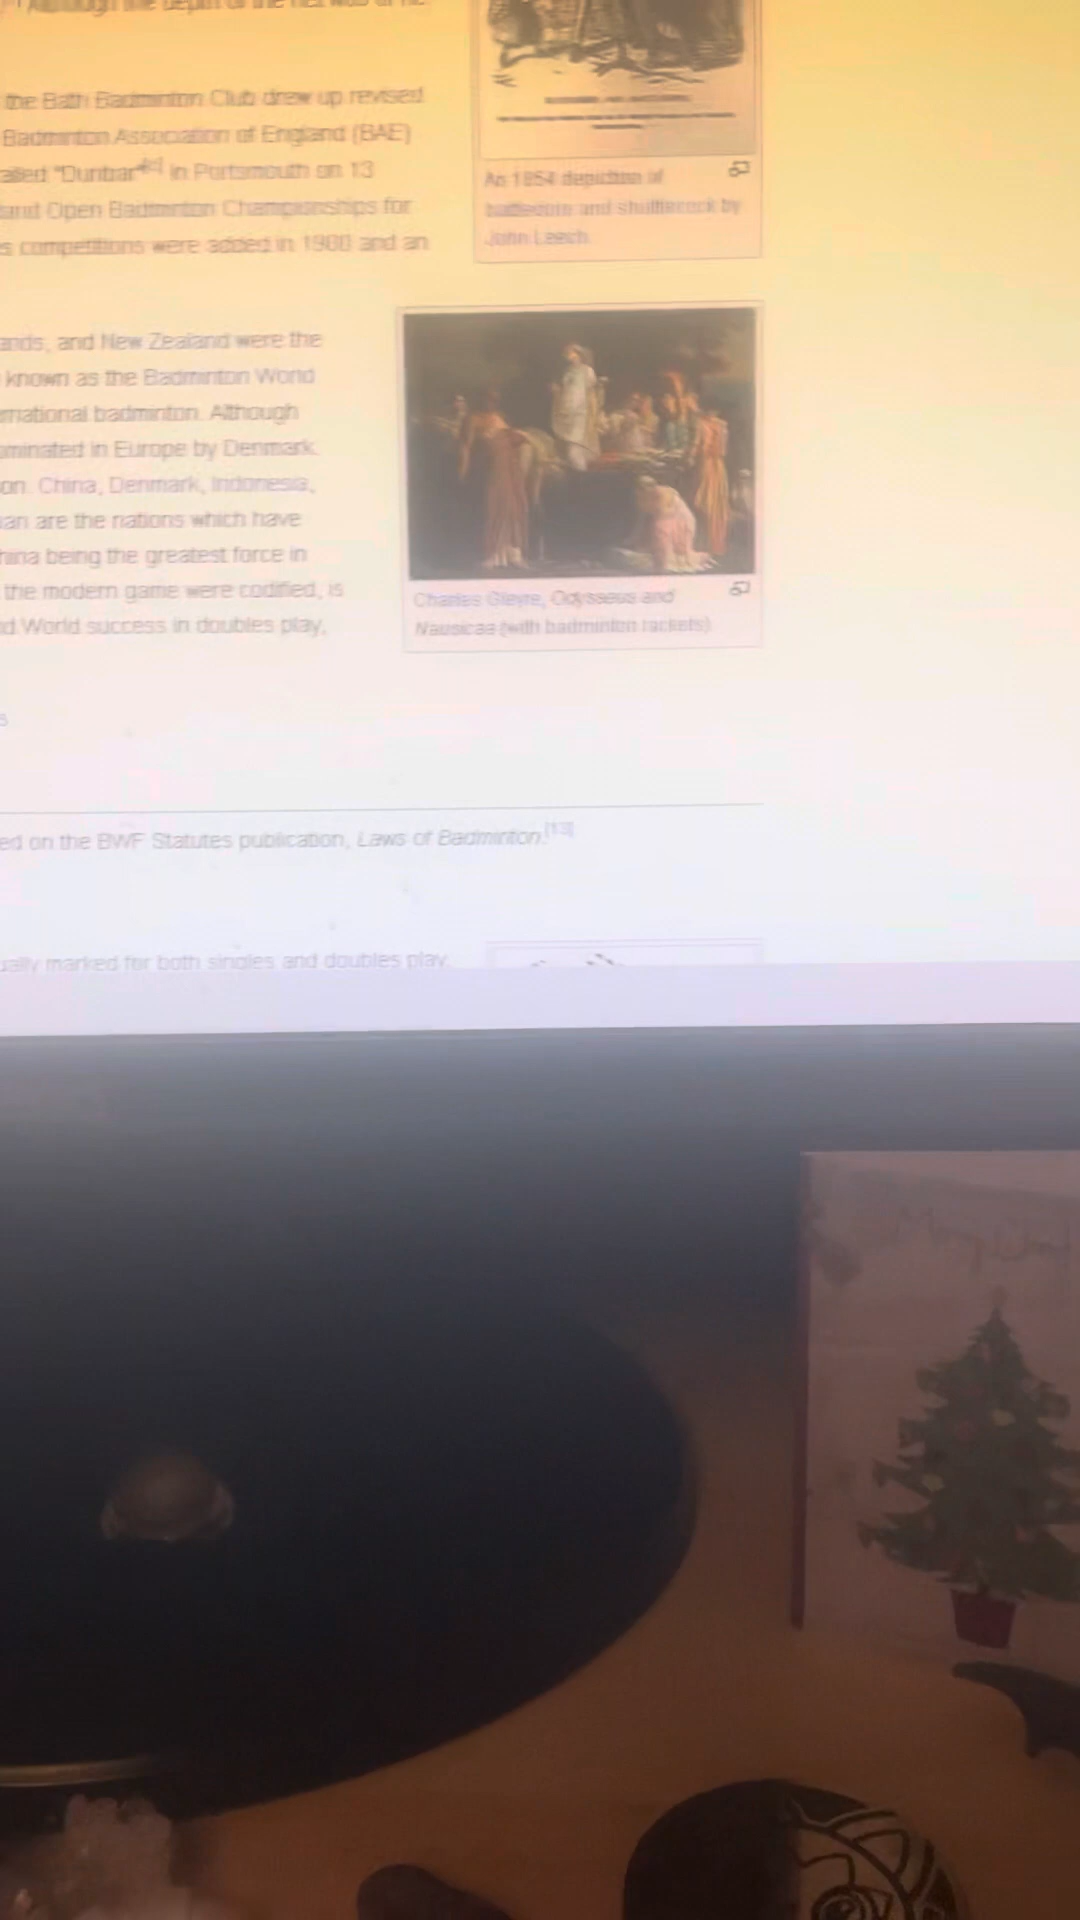 the Bath Badminton Club drew up revised
Badminton Association of England (BAE)
alled "Dunbar" in Portsmouth on 13
land Open Badminton Championships for
s competitions were added in 1900 and an
An 1854 depiction of
battledore and shuttlecock by
John Leech
ands, and New Zealand were the
known as the Badminton World
ernational badminton. Although
ominated in Europe by Denmark,
on. China, Denmark, Indonesia,
an are the nations which have
hina being the greatest force in
the modern game were codified, is
nd World success in doubles play,
Charles Gleyre, Odysseus and
Nausicaa (with badminton rackets)
ed on the BWF Statutes publication, Laws of Badminton.[13]
ually marked for both singles and doubles play.